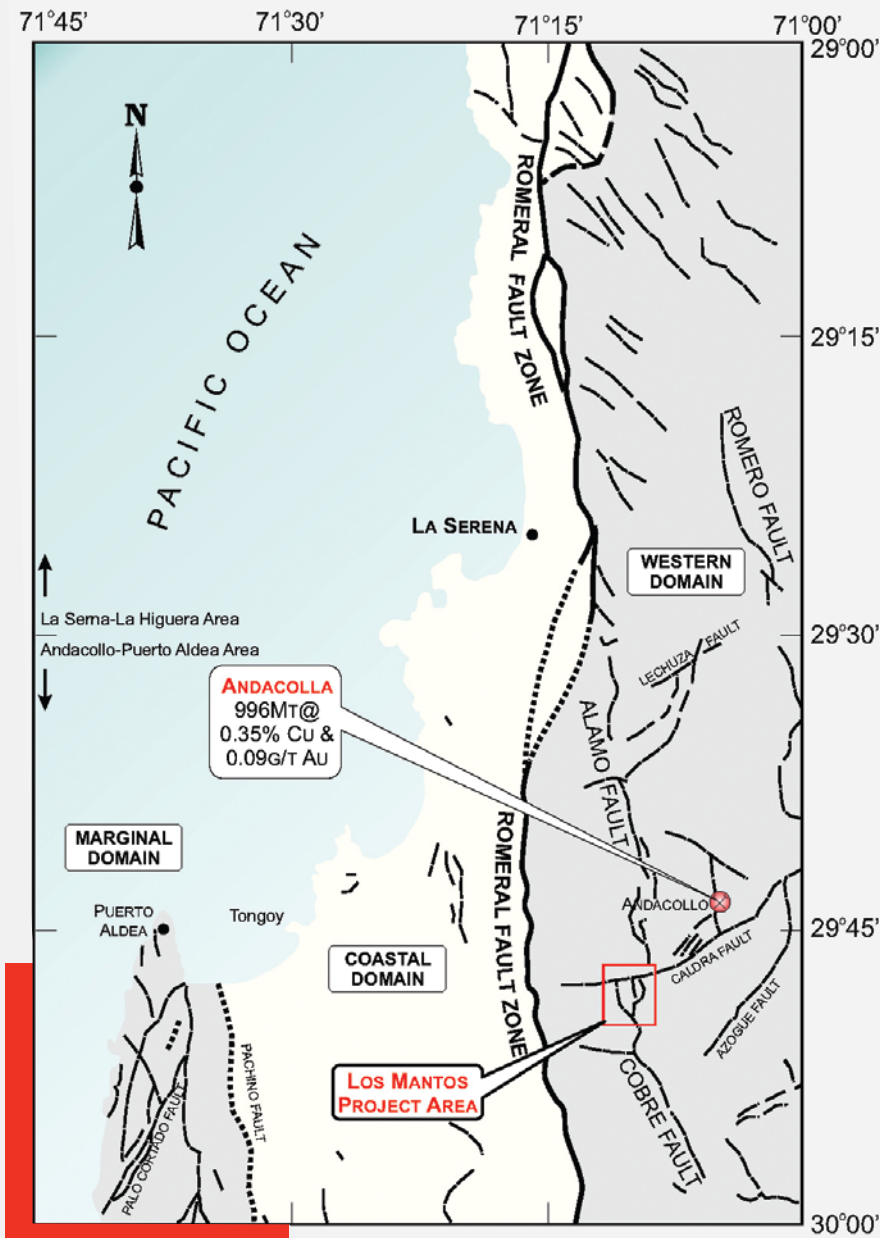 71°45' 71°30' 71°15' 71°00'
29°00'
N
ROMERAL FAULT ZONE
PACIFIC OCEAN
29°15'
ROMERO FAULT
LA SERENA
WESTERN
DOMAIN
La Serna-La Higuera Area
29°30'
Andacollo-Puerto Aldea Area
LECHUZA FAULT
ANDACOLLA
996MT@
0.35% CU &
0.09G/T AU
ALAMO FAULT
ROMERAL FAULT ZONE
MARGINAL
DOMAIN
ANDACOLLO
PUERTO
ALDEA
Tongoy
29°45'
COASTAL
DOMAIN
CALDRA FAULT
AZOGUE FAULT
PACHINO FAULT
LOS MANTOS
PROJECT AREA
COBRE FAULT
PALO CORTADO FAULT
30°00'